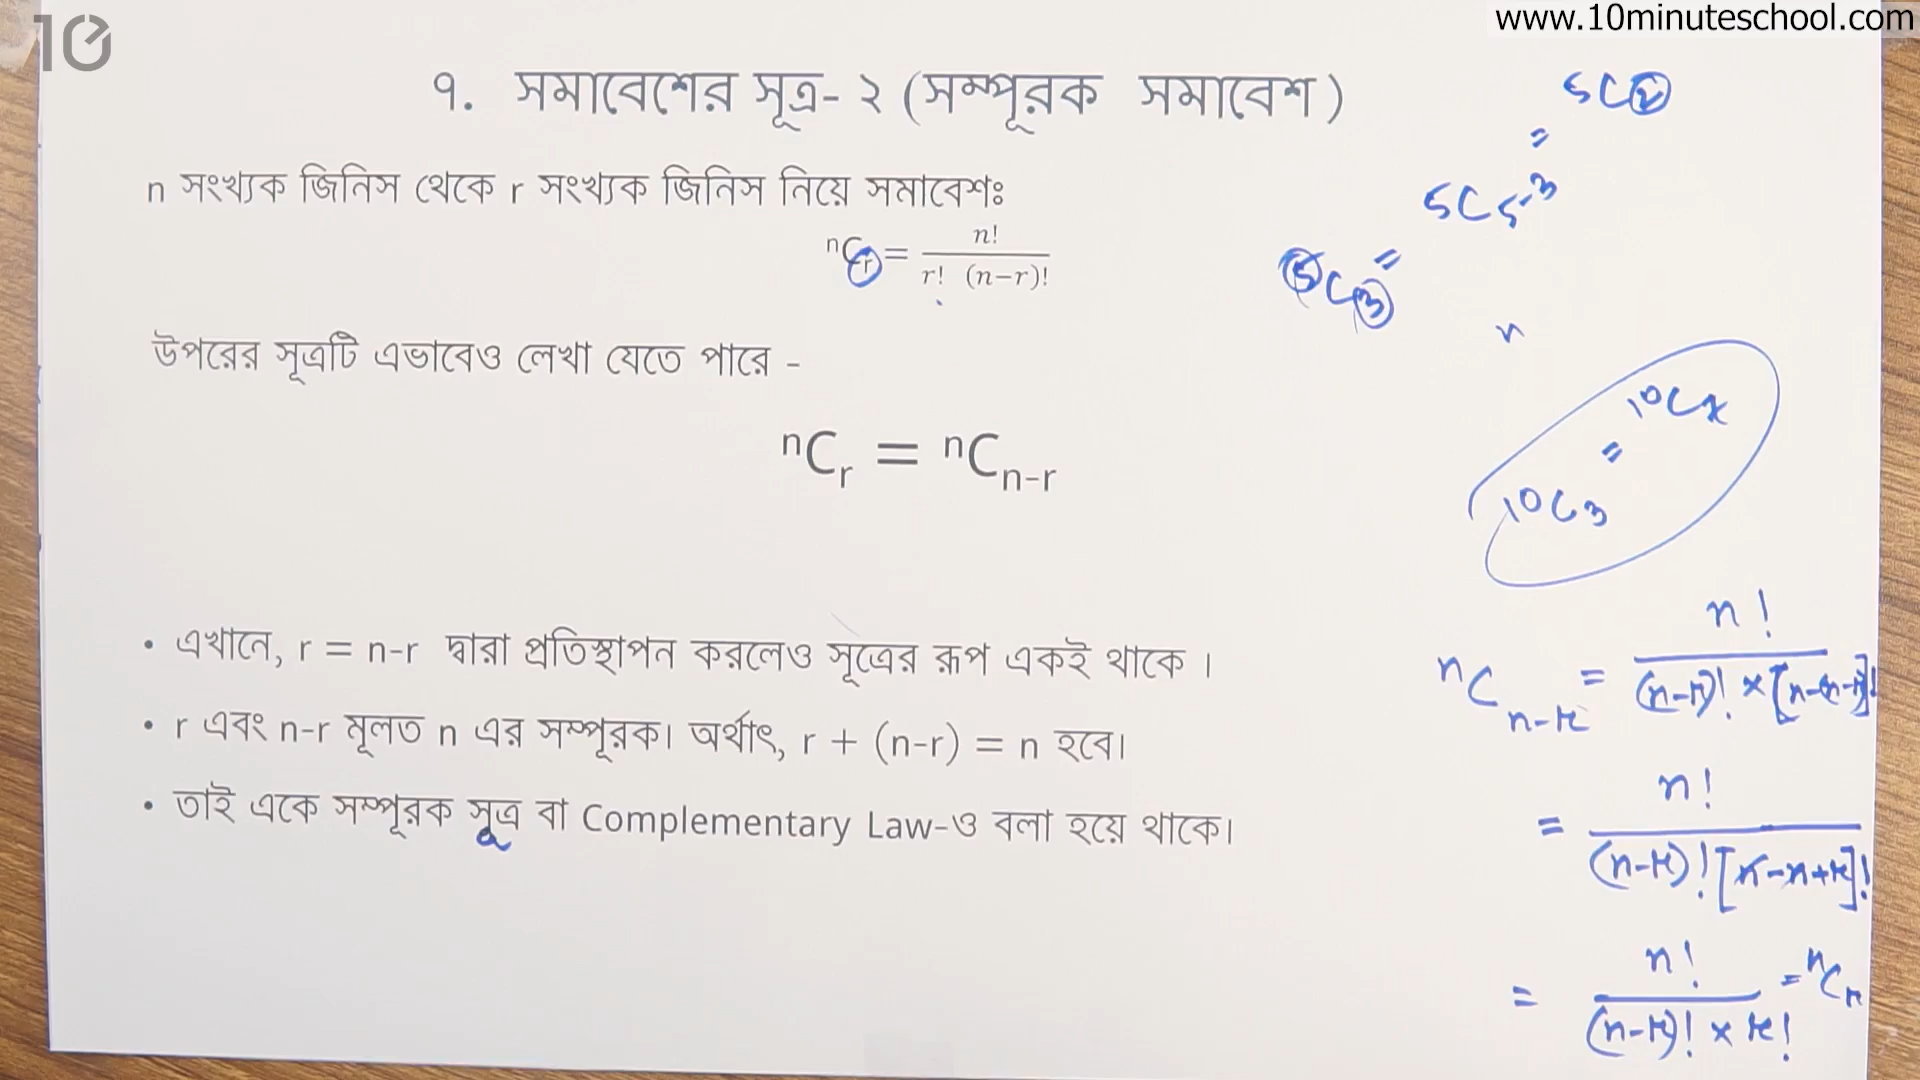 10
www.10minuteschool.com
৭. সমাবেশের সূত্র- ২ (সম্পূরক সমাবেশ)
n সংখ্যক জিনিস থেকে r সংখ্যক জিনিস নিয়ে সমাবেশঃ
ⁿCᵣ = n! / r! (n−r)!
উপরের সূত্রটি এভাবেও লেখা যেতে পারে -
ⁿCᵣ = ⁿCₙ₋ᵣ
• এখানে, r = n-r দ্বারা প্রতিস্থাপন করলেও সূত্রের রূপ একই থাকে ।
• r এবং n-r মূলত n এর সম্পূরক। অর্থাৎ, r + (n-r) = n হবে।
• তাই একে সম্পূরক সূত্র বা Complementary Law-ও বলা হয়ে থাকে।
5C2
=
5C5-3
=
5C3
n
10Cx
=
10C3
nCn-r = n! / (n-r)! × [n-(n-r)]!
= n! / (n-r)! [n-n+r]!
= n! / (n-r)! × r! = nCr